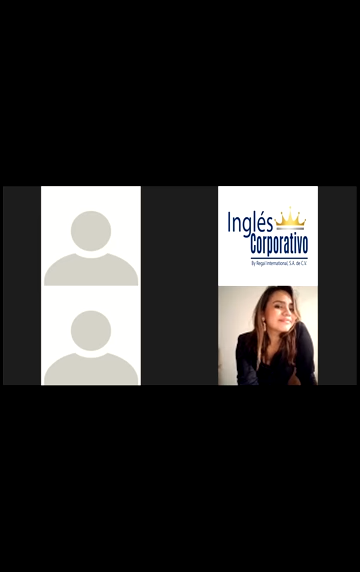 Inglés
Corporativo
By Regal International, S.A. de C.V.